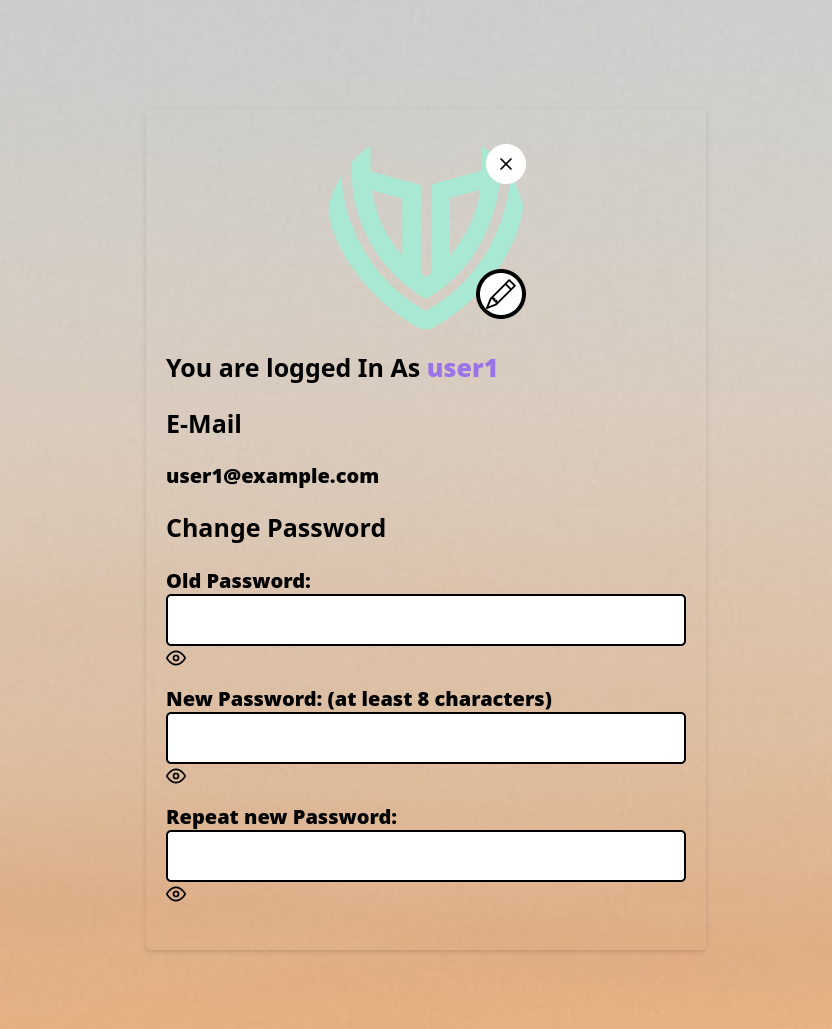 You are logged In As user1
E-Mail
user1@example.com
Change Password
Old Password:
New Password: (at least 8 characters)
Repeat new Password: